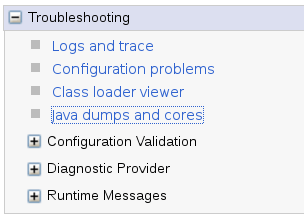 Troubleshooting
Logs and trace
Configuration problems
Class loader viewer
Java dumps and cores
Configuration Validation
Diagnostic Provider
Runtime Messages